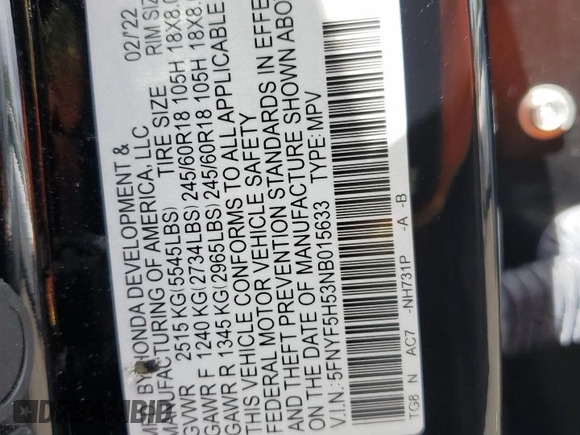 MF BY HONDA DEVELOPMENT & 02/22
MANUFACTURING OF AMERICA, LLC
TIRE SIZE RIM SIZE
GVWR 2515 KG (5545LBS)
GAWR F 1240 KG (2734LBS) 245/60R18 105H 18X8.0
GAWR R 1345 KG (2965LBS) 245/60R18 105H 18X8.0
THIS VEHICLE CONFORMS TO ALL APPLICABLE
FEDERAL MOTOR VEHICLE SAFETY
AND THEFT PREVENTION STANDARDS IN EFFE
ON THE DATE OF MANUFACTURE SHOWN ABOV
V.I.N.: 5FNYF5H53NB015633 TYPE: MPV
TG8 N AC7 -NH731P -A -B